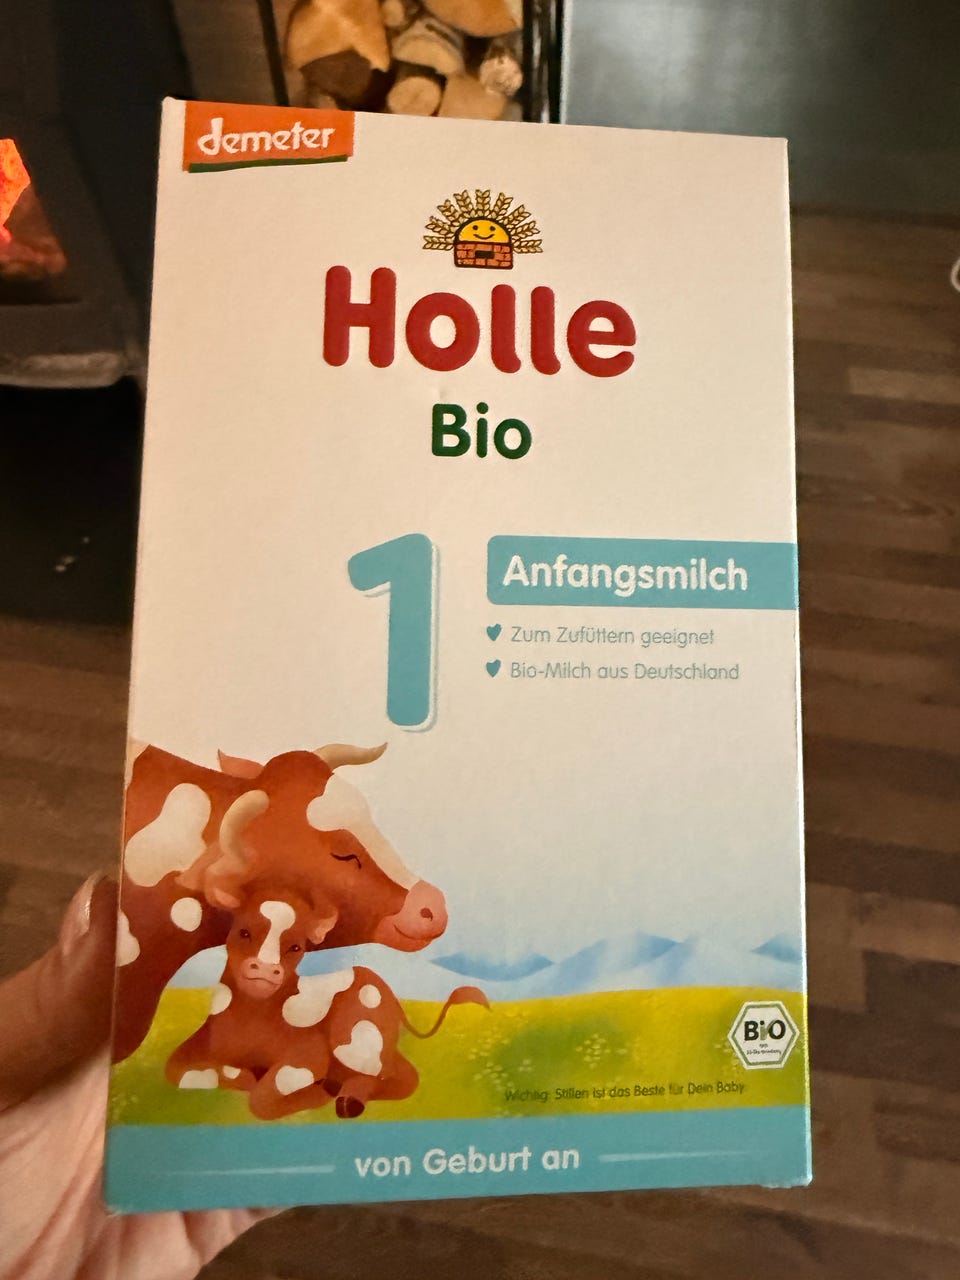 demeter
Holle
Bio
1
Anfangsmilch
Zum Zufüttern geeignet
Bio-Milch aus Deutschland
Bio
Wichtig: Stillen ist das Beste für Dein Baby
von Geburt an